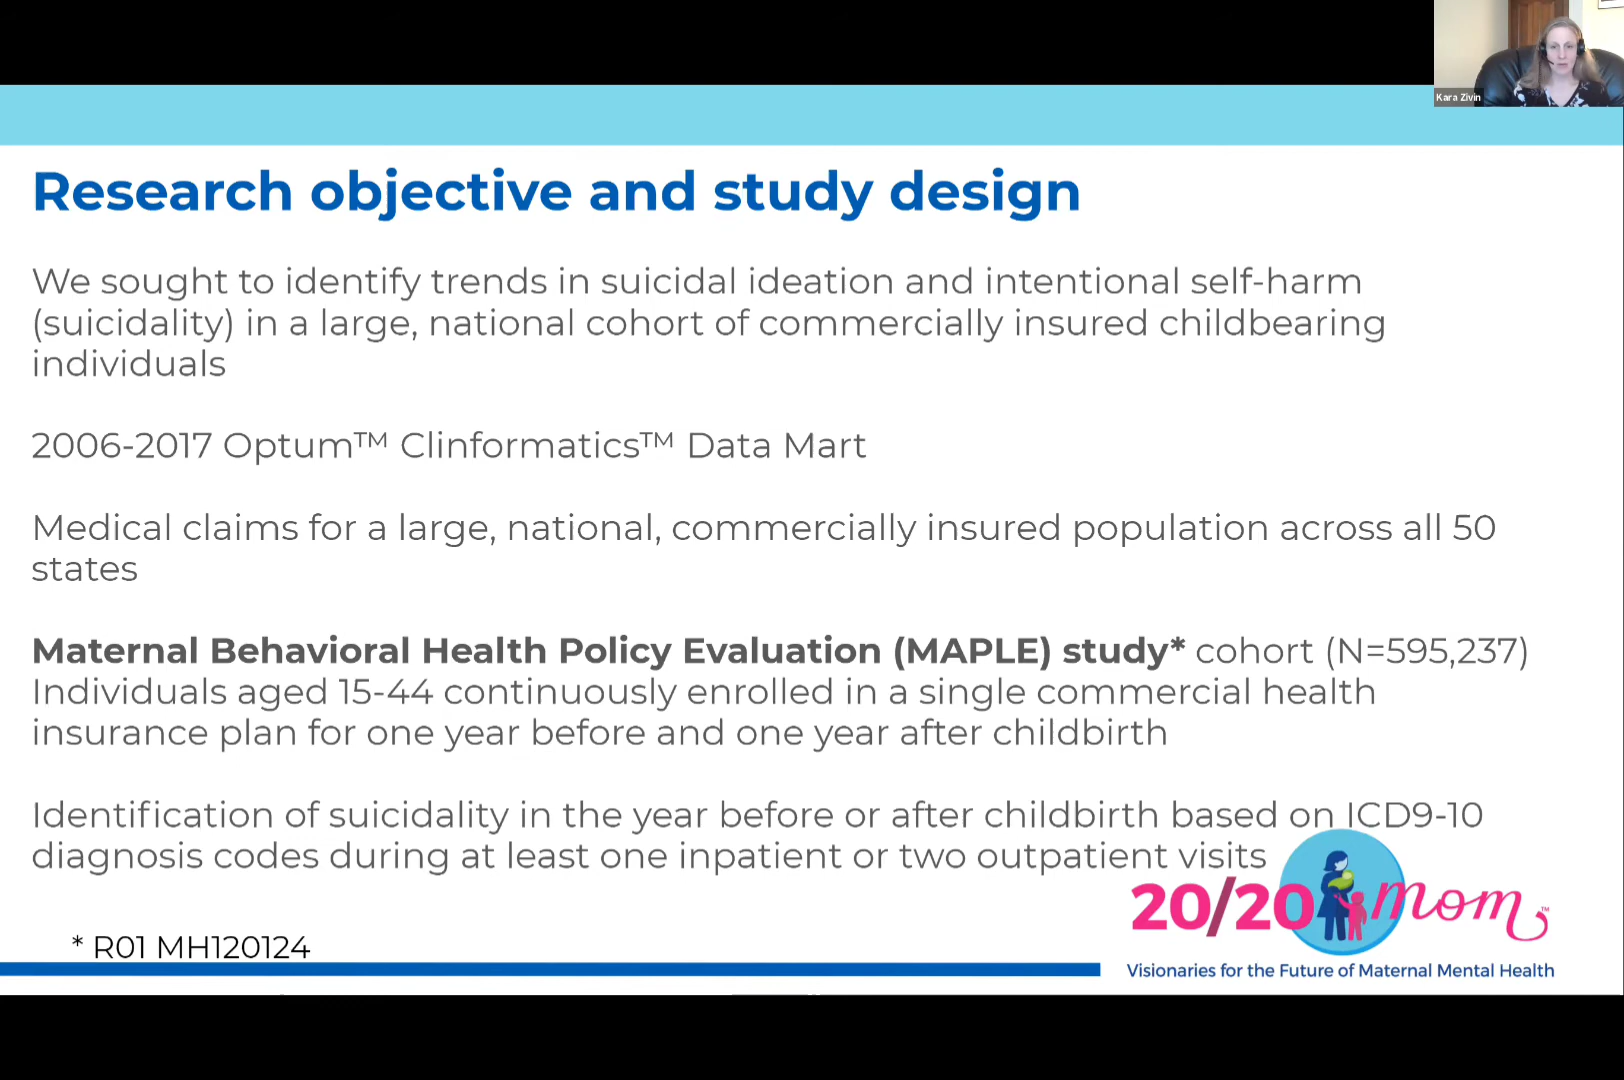 Kara Zivin
Research objective and study design
We sought to identify trends in suicidal ideation and intentional self-harm
(suicidality) in a large, national cohort of commercially insured childbearing
individuals
2006-2017 Optum™ Clinformatics™ Data Mart
Medical claims for a large, national, commercially insured population across all 50
states
Maternal Behavioral Health Policy Evaluation (MAPLE) study* cohort (N=595,237)
Individuals aged 15-44 continuously enrolled in a single commercial health
insurance plan for one year before and one year after childbirth
Identification of suicidality in the year before or after childbirth based on ICD9-10
diagnosis codes during at least one inpatient or two outpatient visits
20/20 mom™
* R01 MH120124
Visionaries for the Future of Maternal Mental Health